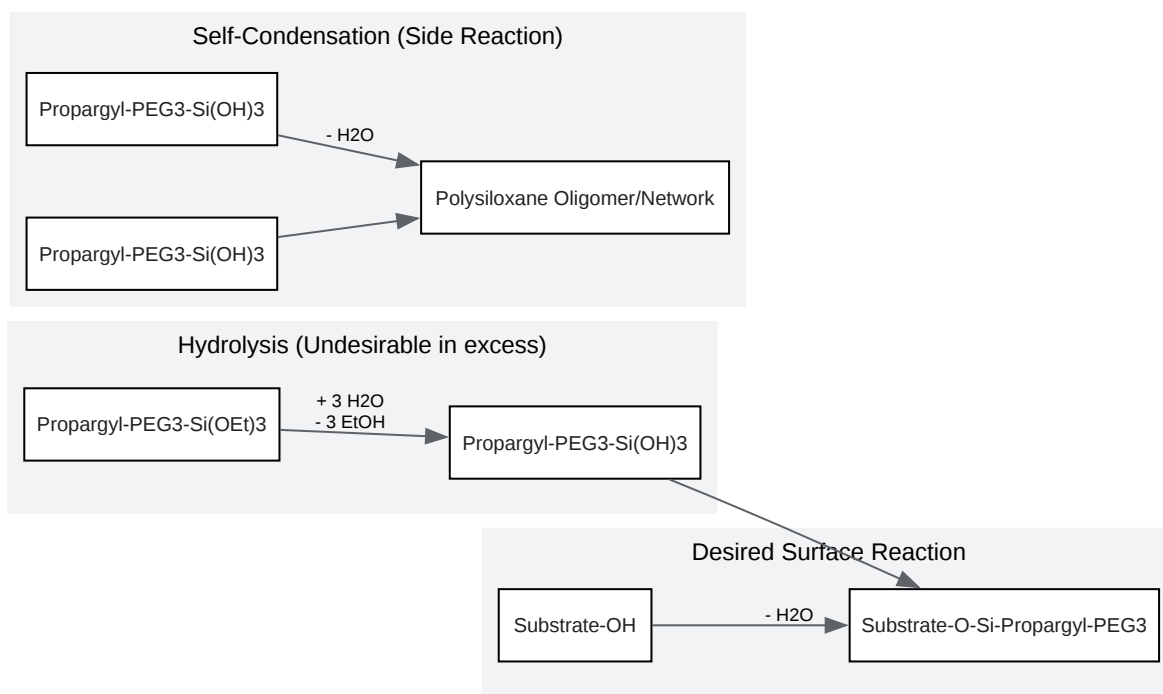 Self-Condensation (Side Reaction)
Propargyl-PEG3-Si(OH)3
- H2O
Polysiloxane Oligomer/Network
Propargyl-PEG3-Si(OH)3
Hydrolysis (Undesirable in excess)
Propargyl-PEG3-Si(OEt)3
+ 3 H2O
- 3 EtOH
Propargyl-PEG3-Si(OH)3
Desired Surface Reaction
Substrate-OH
- H2O
Substrate-O-Si-Propargyl-PEG3